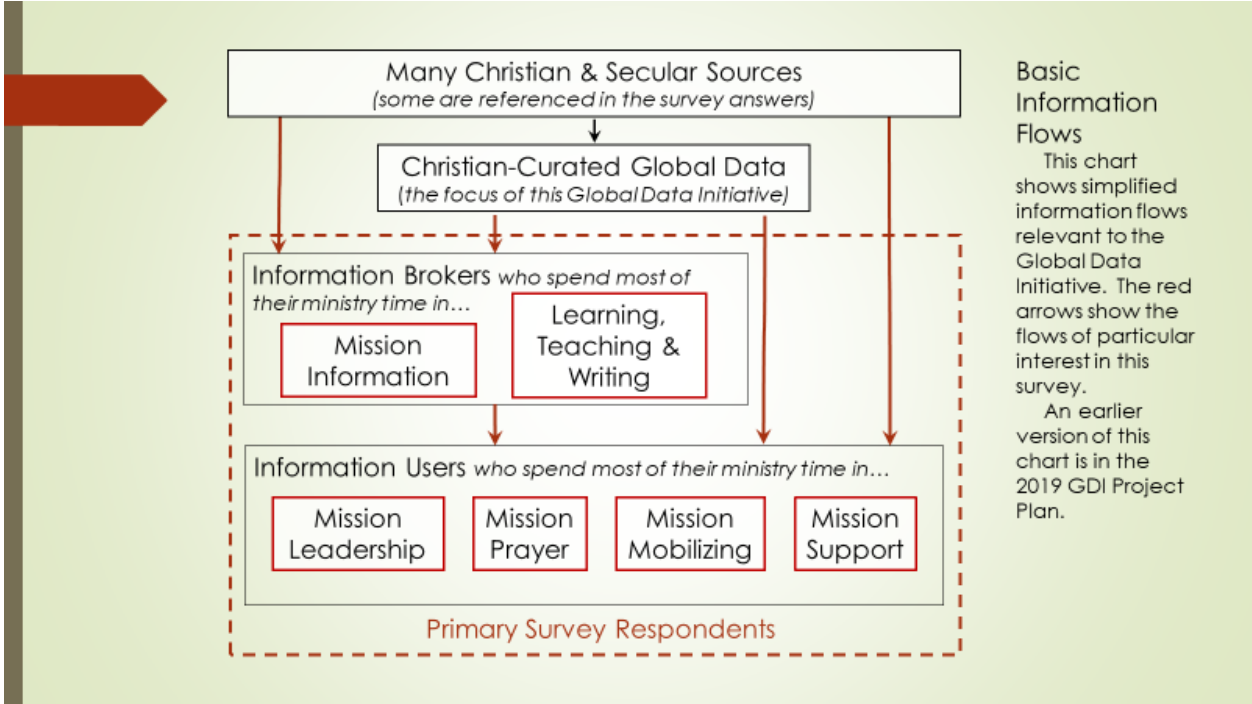 Many Christian & Secular Sources
(some are referenced in the survey answers)
Christian-Curated Global Data
(the focus of this Global Data Initiative)
Information Brokers who spend most of
their ministry time in…
Mission
Information
Learning,
Teaching &
Writing
Information Users who spend most of their ministry time in…
Mission
Leadership
Mission
Prayer
Mission
Mobilizing
Mission
Support
Primary Survey Respondents
Basic
Information
Flows
This chart
shows simplified
information flows
relevant to the
Global Data
Initiative. The red
arrows show the
flows of particular
interest in this
survey.
An earlier
version of this
chart is in the
2019 GDI Project
Plan.